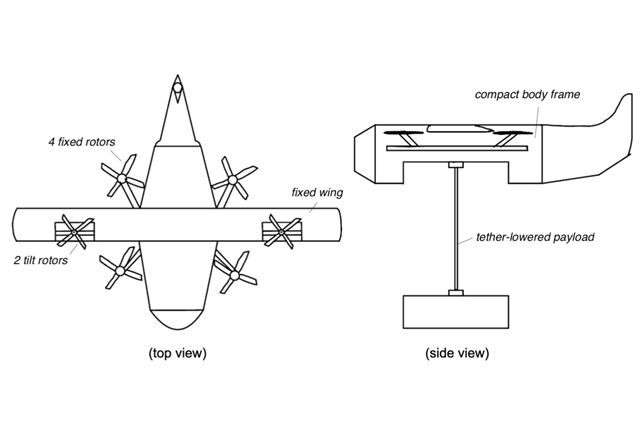 compact body frame
4 fixed rotors
fixed wing
2 tilt rotors
tether-lowered payload
(top view)
(side view)